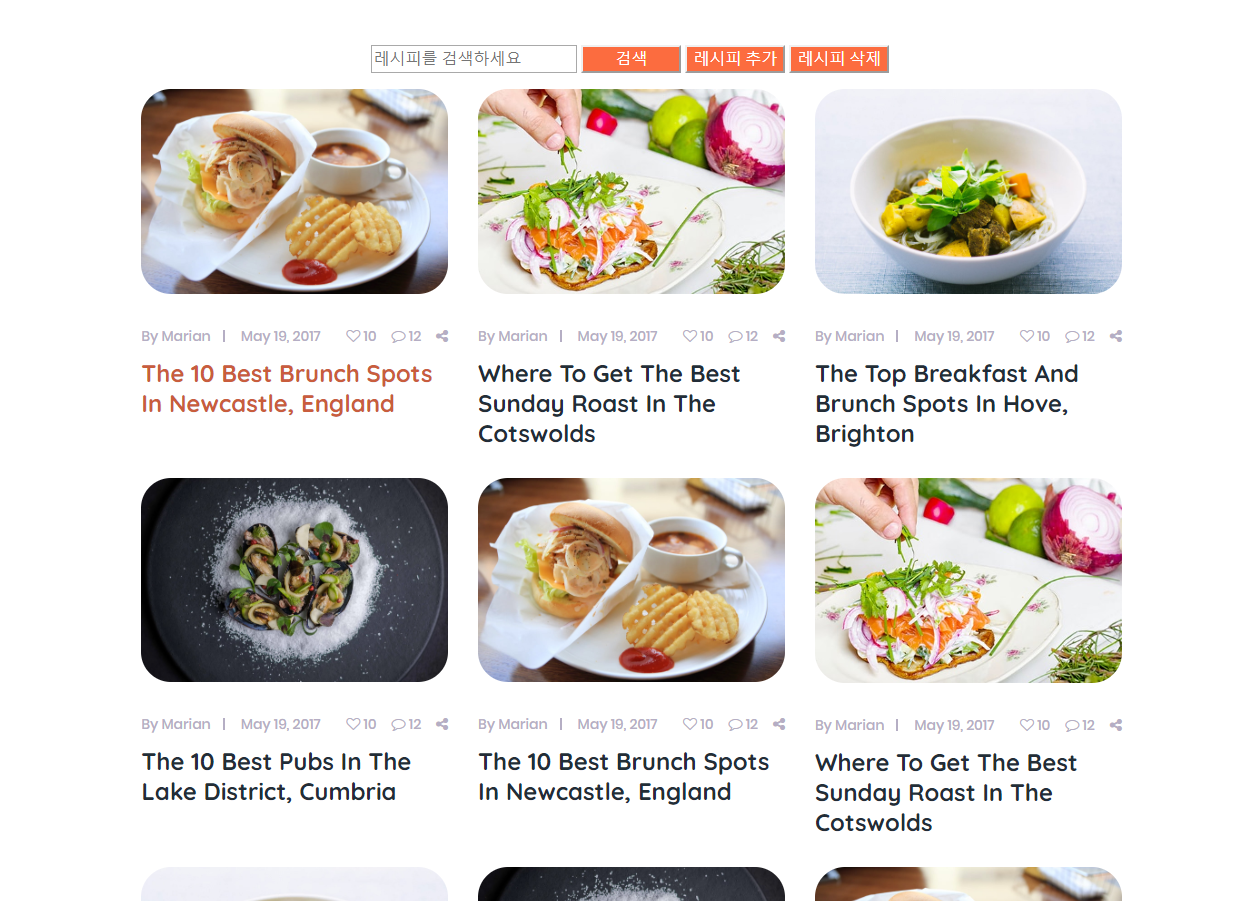 레시피를 검색하세요 검색 레시피 추가 레시피 삭제
By Marian | May 19, 2017 10 12
The 10 Best Brunch Spots
In Newcastle, England
By Marian | May 19, 2017 10 12
Where To Get The Best
Sunday Roast In The
Cotswolds
By Marian | May 19, 2017 10 12
The Top Breakfast And
Brunch Spots In Hove,
Brighton
By Marian | May 19, 2017 10 12
The 10 Best Pubs In The
Lake District, Cumbria
By Marian | May 19, 2017 10 12
The 10 Best Brunch Spots
In Newcastle, England
By Marian | May 19, 2017 10 12
Where To Get The Best
Sunday Roast In The
Cotswolds